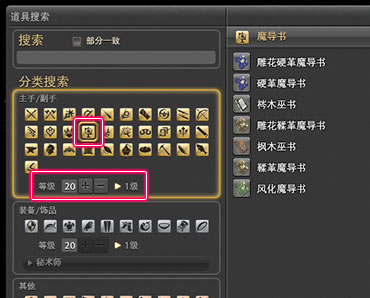 道具搜索
搜索
部分一致
分类搜索
主手/副手
等级 20 1级
装备/饰品
等级 20 1级
秘术师
其他
魔导书
雕花硬革魔导书
硬革魔导书
梣木巫书
雕花鞣革魔导书
枫木巫书
鞣革魔导书
风化魔导书